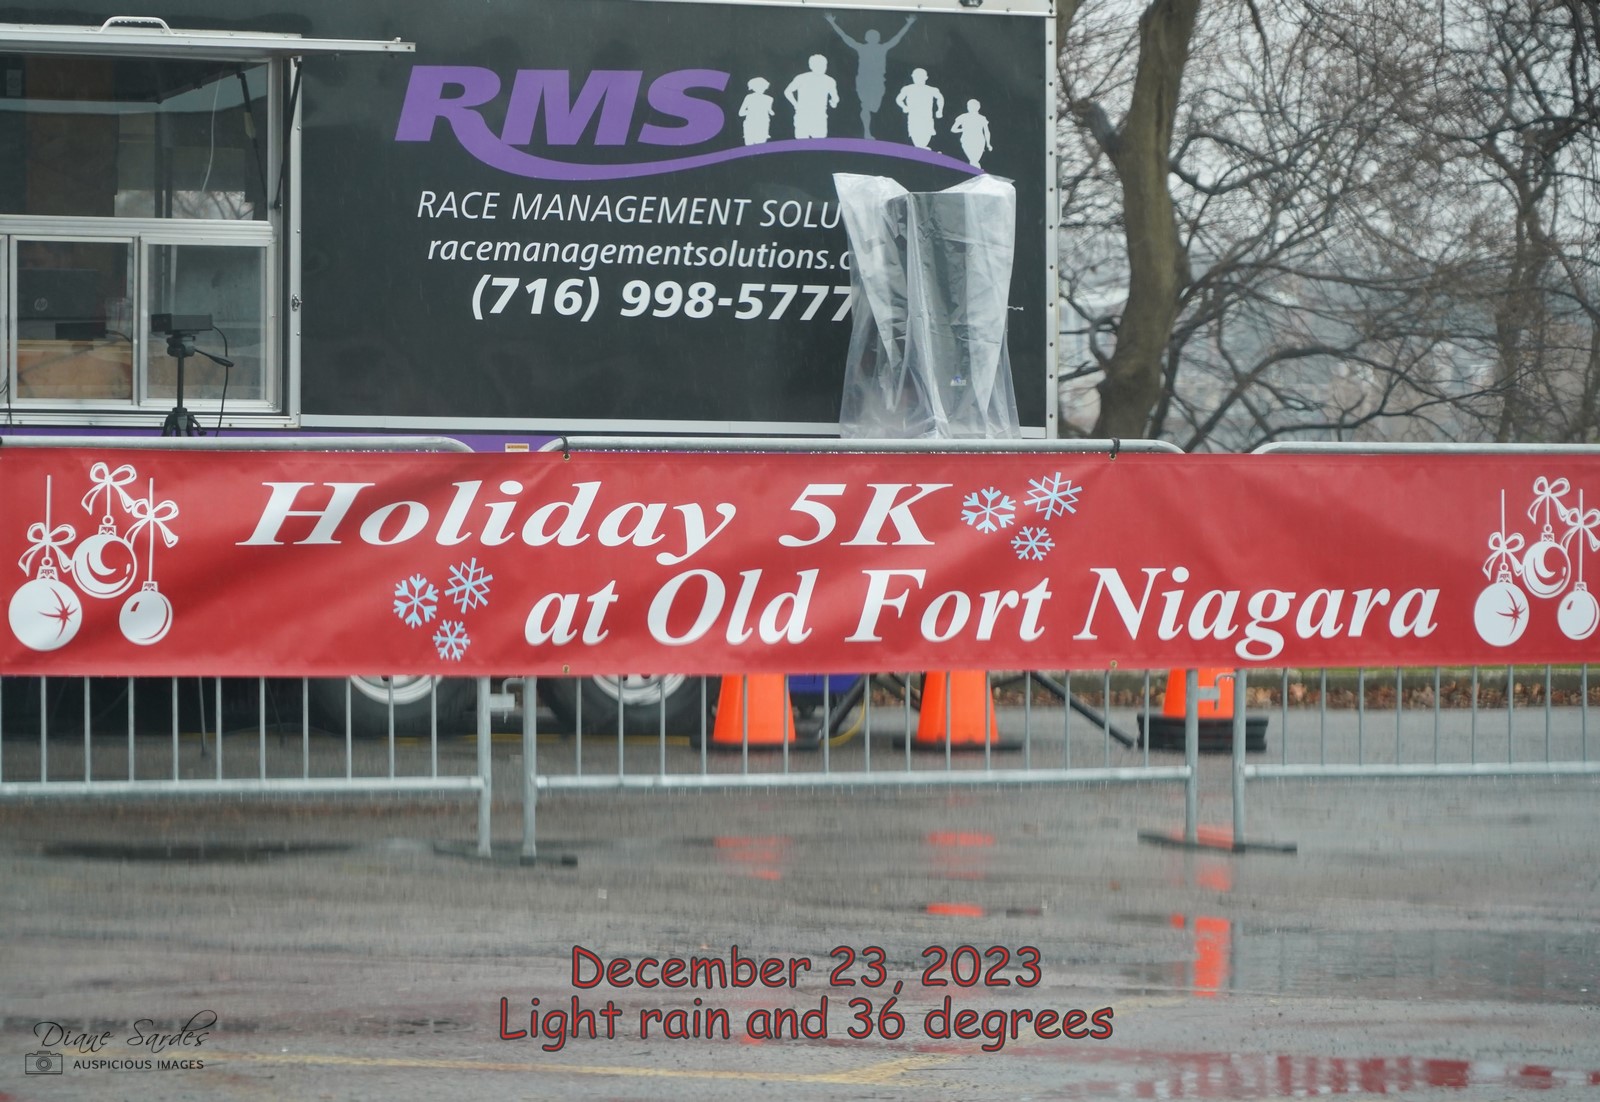 RMS
RACE MANAGEMENT SOLU
racemanagementsolutions.c
(716) 998-5777
Holiday 5K
at Old Fort Niagara
December 23, 2023
Light rain and 36 degrees
Diane Sardes
AUSPICIOUS IMAGES